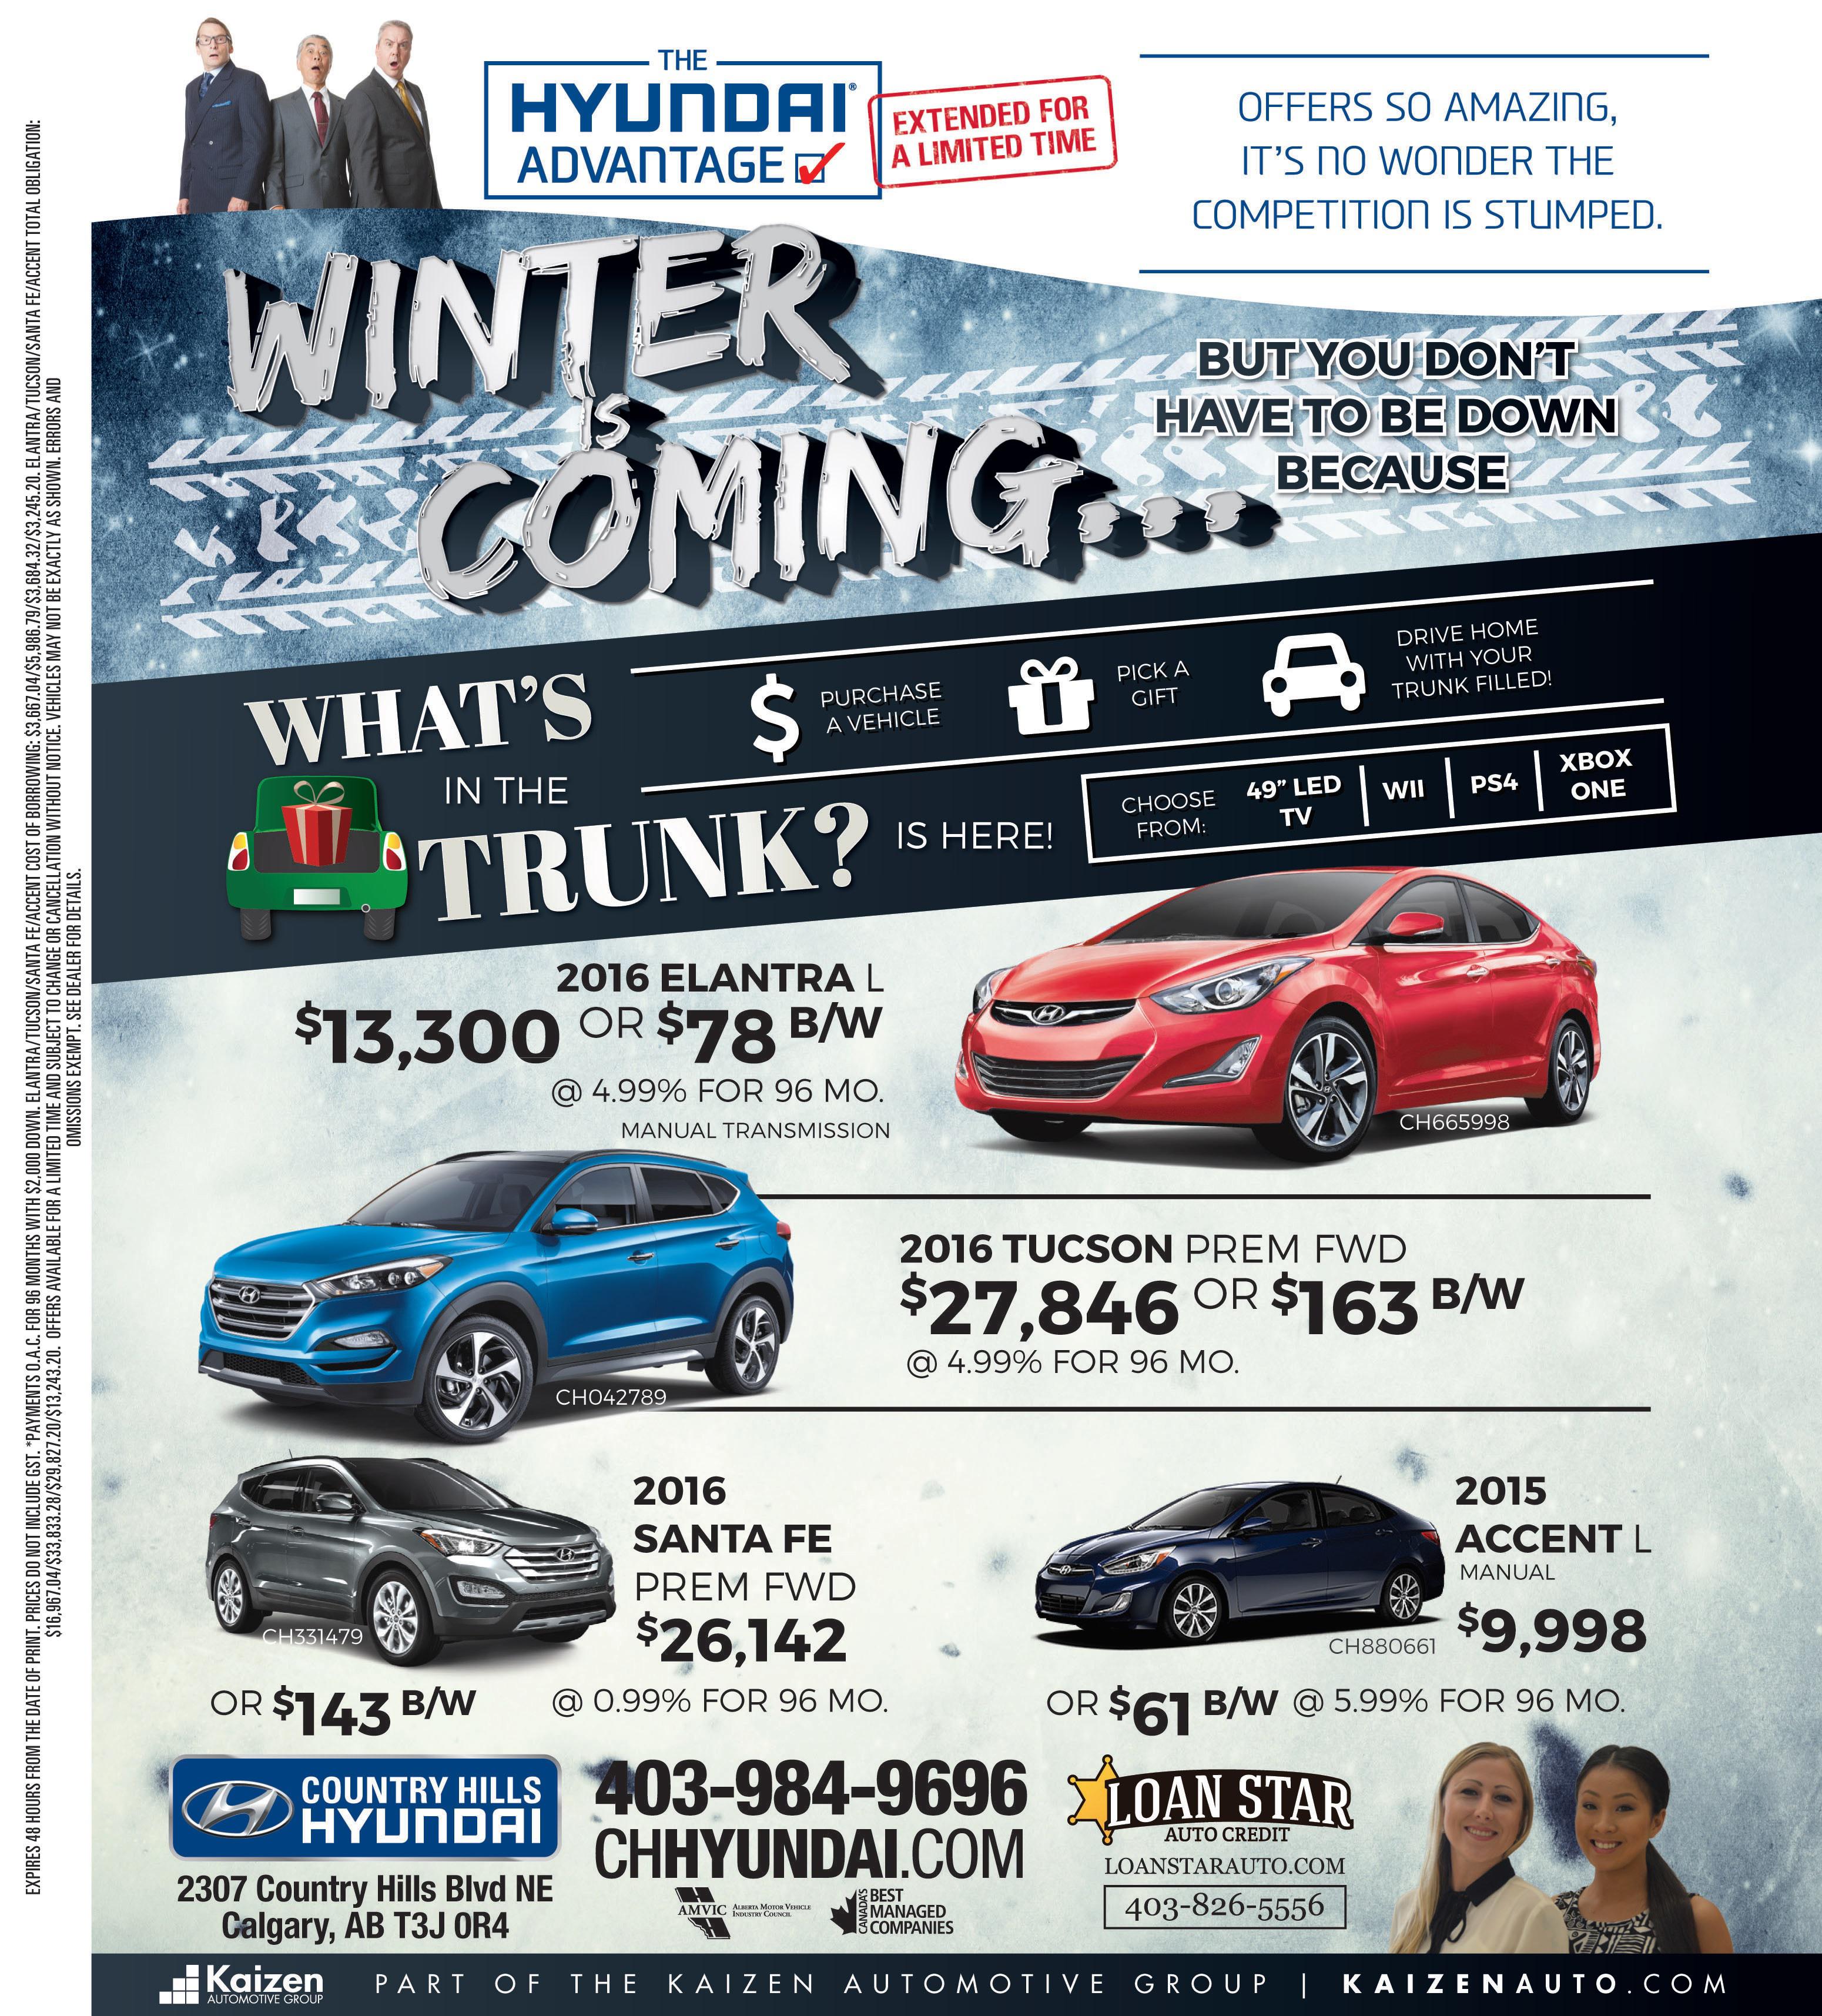 THE
HYUNDAI®
ADVANTAGE
EXTENDED FOR
A LIMITED TIME
OFFERS SO AMAZING,
IT'S NO WONDER THE
COMPETITION IS STUMPED.
WINTER
IS
COMING...
BUT YOU DON'T
HAVE TO BE DOWN
BECAUSE
WHAT'S
IN THE
TRUNK?
IS HERE!
$ PURCHASE
A VEHICLE
PICK A
GIFT
DRIVE HOME
WITH YOUR
TRUNK FILLED!
CHOOSE
FROM:
49" LED
TV
WII
PS4
XBOX
ONE
2016 ELANTRA L
$13,300 OR $78 B/W
@ 4.99% FOR 96 MO.
MANUAL TRANSMISSION
CH665998
2016 TUCSON PREM FWD
$27,846 OR $163 B/W
@ 4.99% FOR 96 MO.
CH042789
2016
SANTA FE
PREM FWD
$26,142
CH331479
OR $143 B/W @ 0.99% FOR 96 MO.
2015
ACCENT L
MANUAL
$9,998
CH880661
OR $61 B/W @ 5.99% FOR 96 MO.
COUNTRY HILLS
HYUNDAI
2307 Country Hills Blvd NE
Calgary, AB T3J 0R4
403-984-9696
CHHYUNDAI.COM
AMVIC ALBERTA MOTOR VEHICLE
INDUSTRY COUNCIL
CANADA'S
BEST
MANAGED
COMPANIES
LOAN STAR
AUTO CREDIT
LOANSTARAUTO.COM
403-826-5556
Kaizen
AUTOMOTIVE GROUP
PART OF THE KAIZEN AUTOMOTIVE GROUP | KAIZENAUTO.COM
EXPIRES 48 HOURS FROM THE DATE OF PRINT. PRICES DO NOT INCLUDE GST. *PAYMENTS O.A.C. FOR 96 MONTHS WITH $2,000 DOWN. ELANTRA/TUCSON/SANTA FE/ACCENT COST OF BORROWING: $3,667.04/$5,986.79/$3,684.32/$3,245.20. ELANTRA/TUCSON/SANTA FE/ACCENT TOTAL OBLIGATION:
$16,967.04/$33,833.28/$29,827.20/$13,243.20. OFFERS AVAILABLE FOR A LIMITED TIME AND SUBJECT TO CHANGE OR CANCELLATION WITHOUT NOTICE. VEHICLES MAY NOT BE EXACTLY AS SHOWN. ERRORS AND
OMISSIONS EXEMPT. SEE DEALER FOR DETAILS.